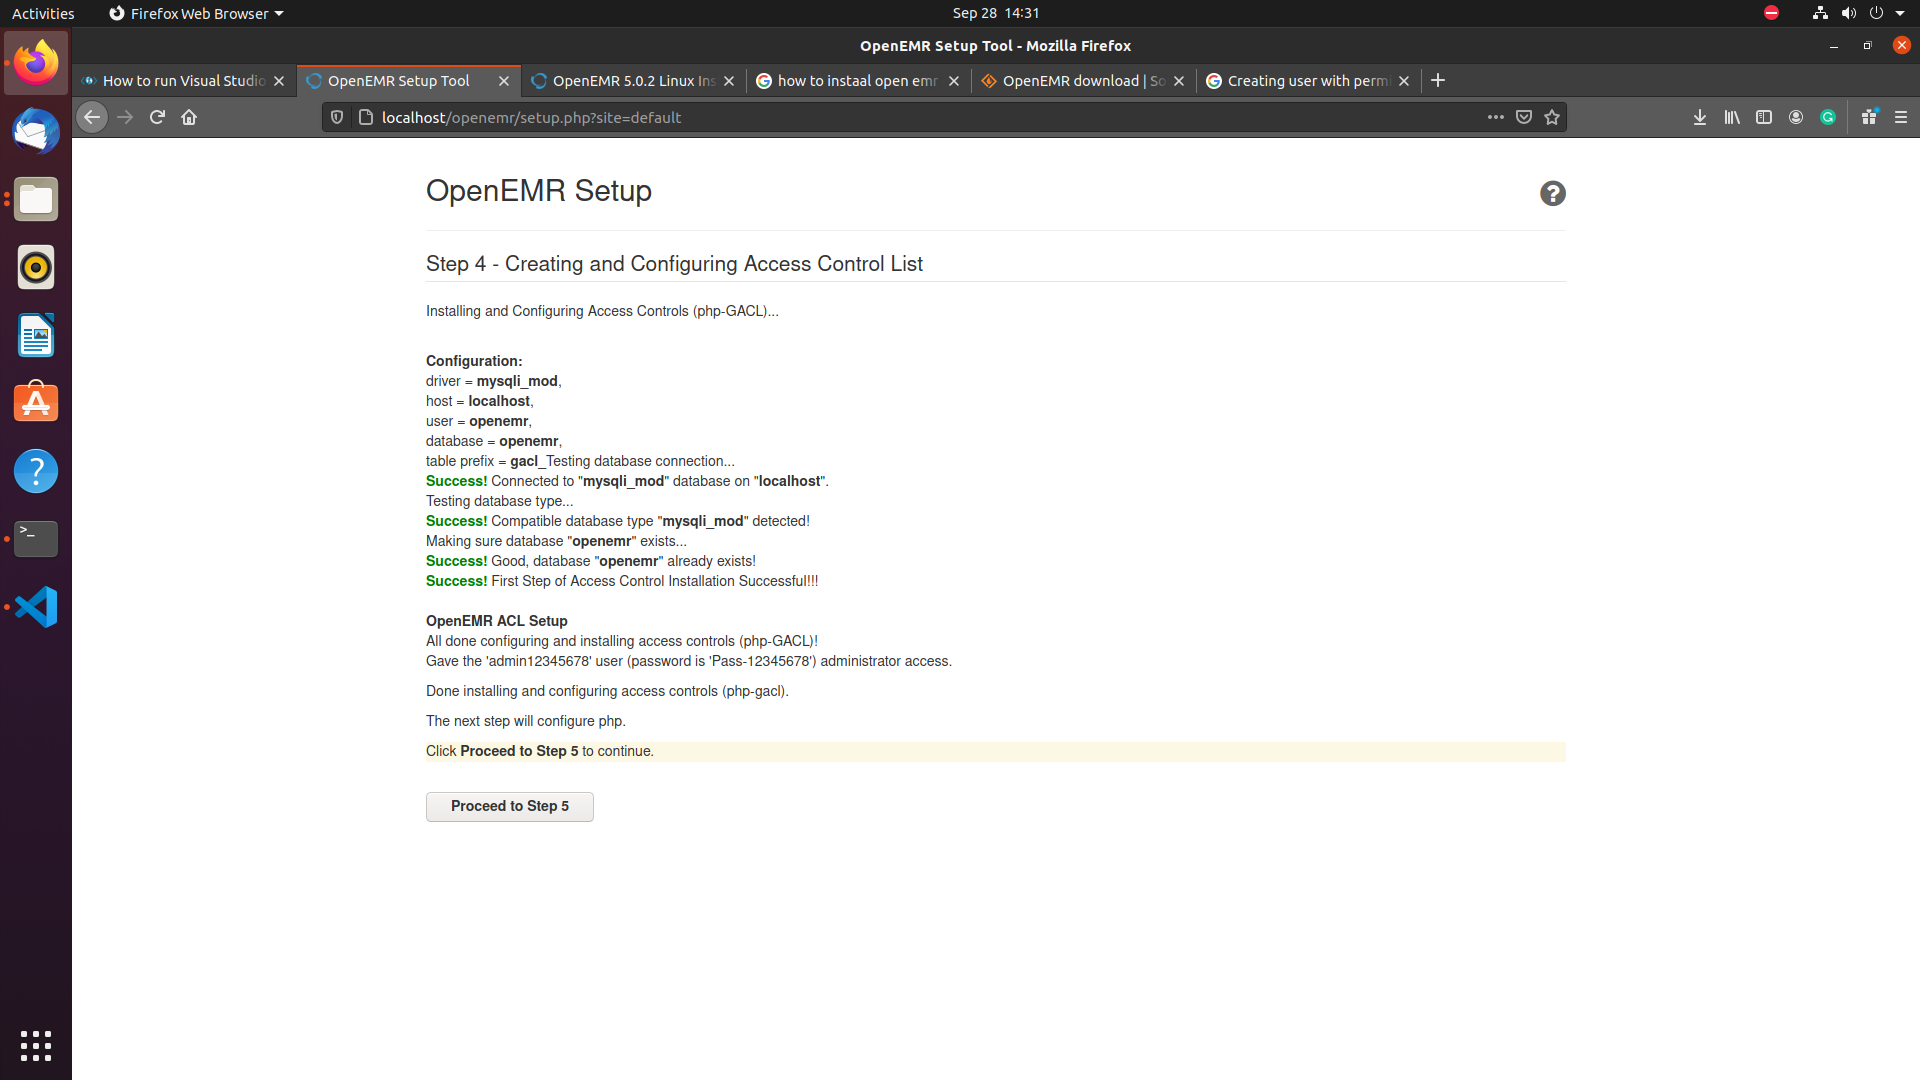 Activities
Firefox Web Browser
Sep 28 14:31
OpenEMR Setup Tool - Mozilla Firefox
How to run Visual Studio
OpenEMR Setup Tool
OpenEMR 5.0.2 Linux Ins
how to instaal open emr
OpenEMR download | So
Creating user with permi
localhost/openemr/setup.php?site=default
OpenEMR Setup
Step 4 - Creating and Configuring Access Control List
Installing and Configuring Access Controls (php-GACL)...
Configuration:
driver = mysqli_mod,
host = localhost,
user = openemr,
database = openemr,
table prefix = gacl_Testing database connection...
Success! Connected to "mysqli_mod" database on "localhost".
Testing database type...
Success! Compatible database type "mysqli_mod" detected!
Making sure database "openemr" exists...
Success! Good, database "openemr" already exists!
Success! First Step of Access Control Installation Successful!!!
OpenEMR ACL Setup
All done configuring and installing access controls (php-GACL)!
Gave the 'admin12345678' user (password is 'Pass-12345678') administrator access.
Done installing and configuring access controls (php-gacl).
The next step will configure php.
Click Proceed to Step 5 to continue.
Proceed to Step 5